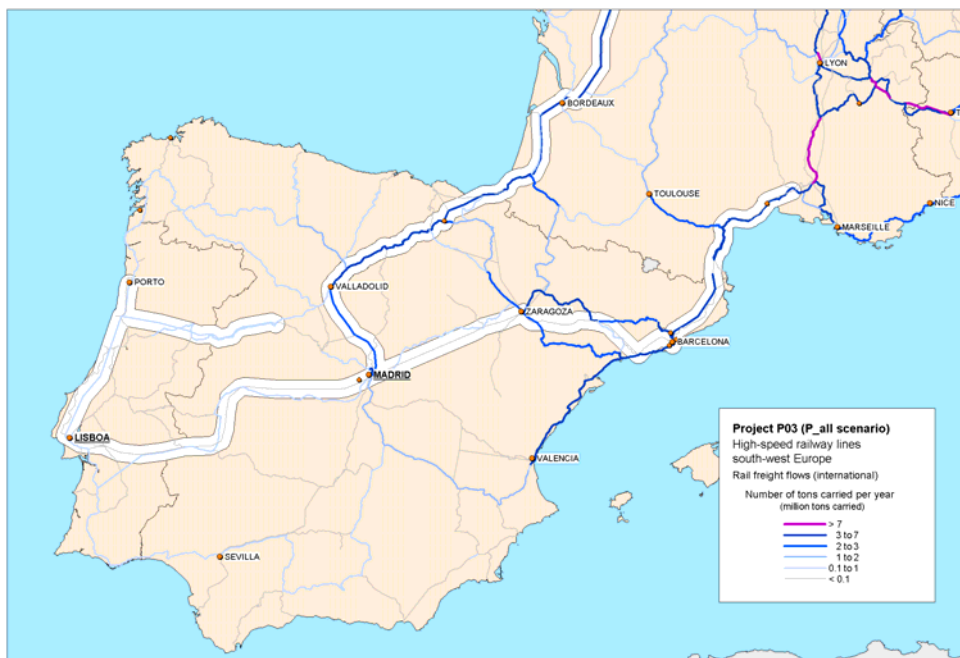 LYON
BORDEAUX
T
TOULOUSE
NICE
MARSEILLE
PORTO
VALLADOLID
ZARAGOZA
BARCELONA
MADRID
LISBOA
VALENCIA
SEVILLA
Project P03 (P_all scenario)
High-speed railway lines
south-west Europe
Rail freight flows (international)
Number of tons carried per year
(million tons carried)
> 7
3 to 7
2 to 3
1 to 2
0.1 to 1
< 0.1